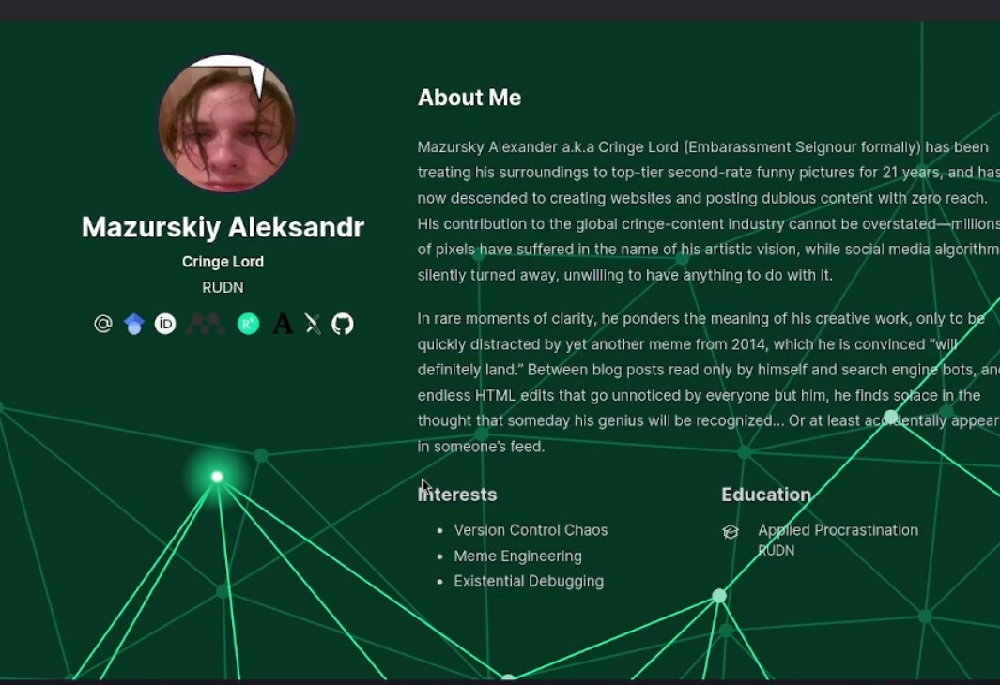 Mazurskiy Aleksandr
Cringe Lord
RUDN
@
iD
R⁶
A
About Me
Mazursky Alexander a.k.a Cringe Lord (Embarassment Seignour formally) has been
treating his surroundings to top-tier second-rate funny pictures for 21 years, and has
now descended to creating websites and posting dubious content with zero reach.
His contribution to the global cringe-content industry cannot be overstated—millions
of pixels have suffered in the name of his artistic vision, while social media algorithm
silently turned away, unwilling to have anything to do with it.
In rare moments of clarity, he ponders the meaning of his creative work, only to be
quickly distracted by yet another meme from 2014, which he is convinced “will
definitely land.” Between blog posts read only by himself and search engine bots, and
endless HTML edits that go unnoticed by everyone but him, he finds solace in the
thought that someday his genius will be recognized... Or at least accidentally appear
in someone’s feed.
Interests
Version Control Chaos
Meme Engineering
Existential Debugging
Education
Applied Procrastination
RUDN